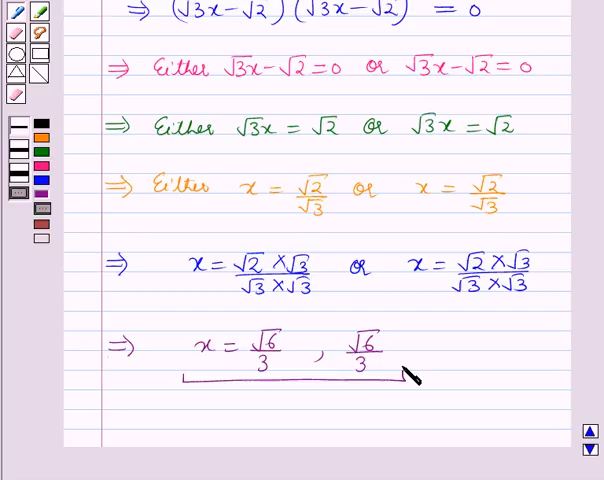 ⇒ (√3x-√2) (√3x-√2) = 0
⇒ Either √3x-√2=0 or √3x-√2=0
⇒ Either √3x = √2 or √3x = √2
⇒ Either x = √2/√3 or x = √2/√3
⇒ x = √2 × √3/√3 × √3 or x = √2 × √3/√3 × √3
⇒ x = √6/3 , √6/3